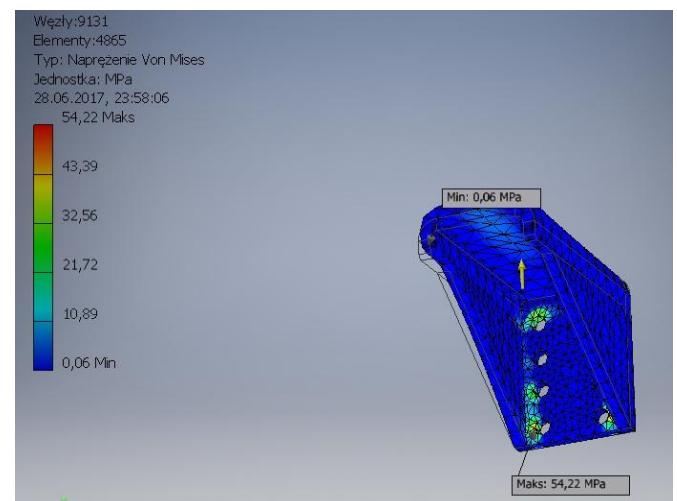 Węzły:9131
Elementy:4865
Typ: Naprężenie Von Mises
Jednostka: MPa
28.06.2017, 23:58:06
54,22 Maks
43,39
32,56
21,72
10,89
0,06 Min
Min: 0,06 MPa
Maks: 54,22 MPa